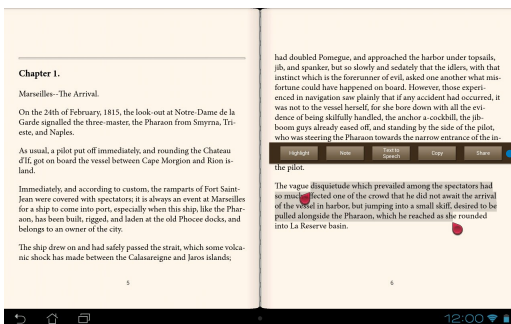 Chapter 1.
Marseilles--The Arrival.
On the 24th of February, 1815, the look-out at Notre-Dame de la
Garde signalled the three-master, the Pharaon from Smyrna, Tri-
este, and Naples.
As usual, a pilot put off immediately, and rounding the Chateau
d'If, got on board the vessel between Cape Morgion and Rion is-
land.
Immediately, and according to custom, the ramparts of Fort Saint-
Jean were covered with spectators; it is always an event at Marseilles
for a ship to come into port, especially when this ship, like the Phar-
aon, has been built, rigged, and laden at the old Phocee docks, and
belongs to an owner of the city.
The ship drew on and had safely passed the strait, which some volca-
nic shock has made between the Calasareigne and Jaros islands;
5
had doubled Pomegue, and approached the harbor under topsails,
jib, and spanker, but so slowly and sedately that the idlers, with that
instinct which is the forerunner of evil, asked one another what mis-
fortune could have happened on board. However, those experi-
enced in navigation saw plainly that if any accident had occurred, it
was not to the vessel herself, for she bore down with all the evi-
dence of being skilfully handled, the anchor a-cockbill, the jib-
boom guys already eased off, and standing by the side of the pilot,
who was steering the Pharaon towards the narrow entrance of the in-
Highlight Note Text to Speech Copy Share
the pilot.
The vague disquietude which prevailed among the spectators had
so much affected one of the crowd that he did not await the arrival
of the vessel in harbor, but jumping into a small skiff, desired to be
pulled alongside the Pharaon, which he reached as she rounded
into La Reserve basin.
6
12:00